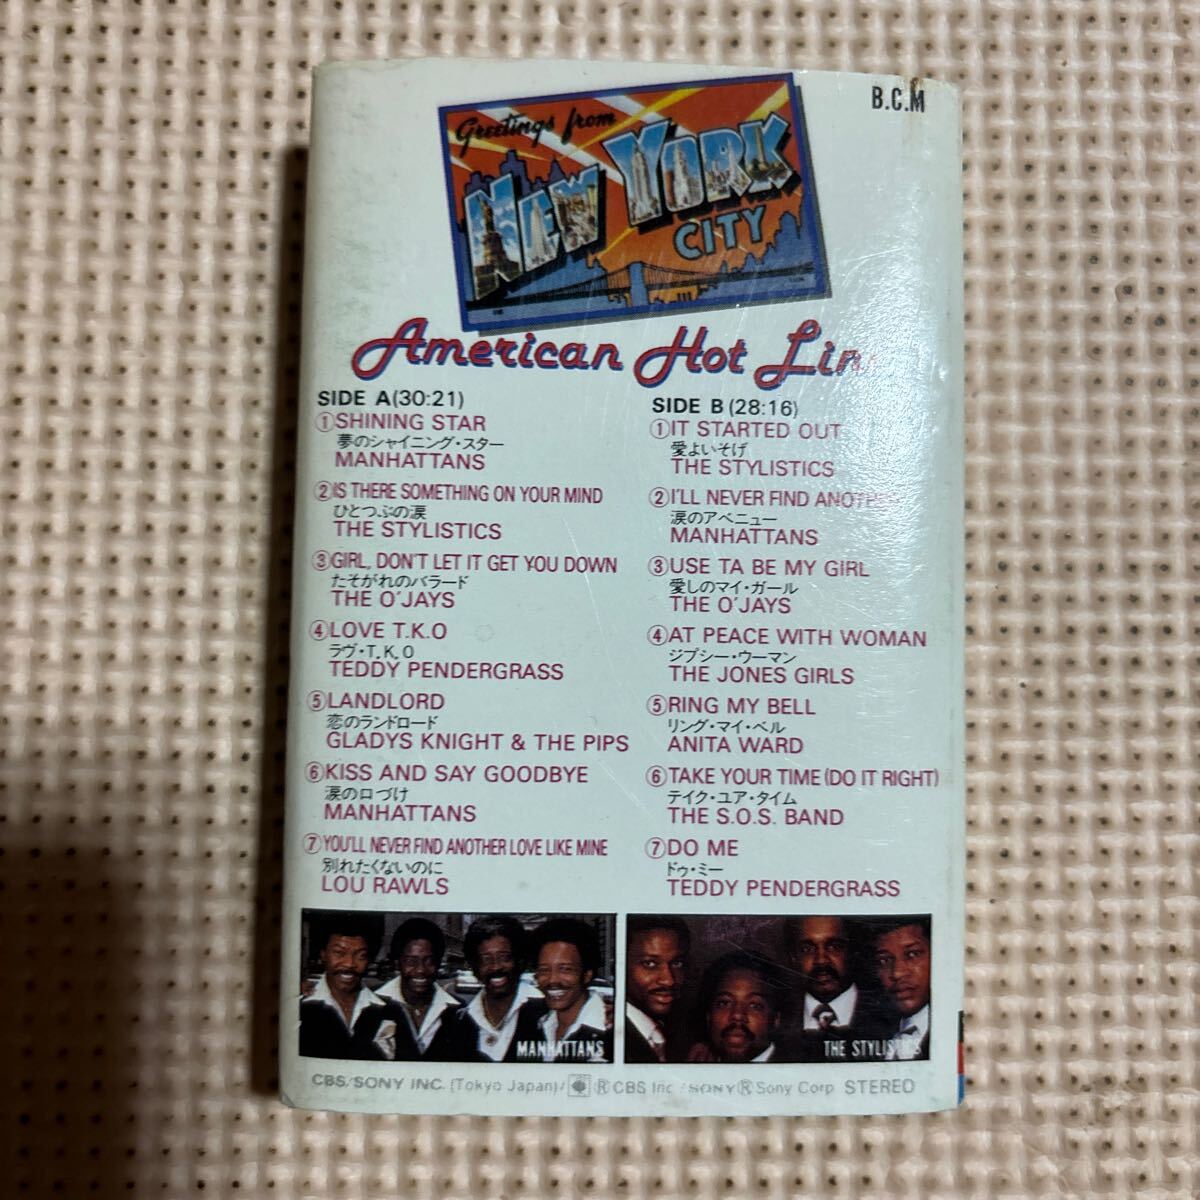 B.C.M
Greetings from
NEW YORK
CITY
American Hot Line
SIDE A(30:21)
①SHINING STAR
夢のシャイニング・スター
MANHATTANS
②IS THERE SOMETHING ON YOUR MIND
ひとつぶの涙
THE STYLISTICS
③GIRL, DON'T LET IT GET YOU DOWN
たそがれのバラード
THE O'JAYS
④LOVE T.K.O
ラヴ・T.K.O
TEDDY PENDERGRASS
⑤LANDLORD
恋のランドロード
GLADYS KNIGHT & THE PIPS
⑥KISS AND SAY GOODBYE
涙の口づけ
MANHATTANS
⑦YOU'LL NEVER FIND ANOTHER LOVE LIKE MINE
別れたくないのに
LOU RAWLS
SIDE B(28:16)
①IT STARTED OUT
愛よいそげ
THE STYLISTICS
②I'LL NEVER FIND ANOTHER
涙のアベニュー
MANHATTANS
③USE TA BE MY GIRL
愛しのマイ・ガール
THE O'JAYS
④AT PEACE WITH WOMAN
ジプシー・ウーマン
THE JONES GIRLS
⑤RING MY BELL
リング・マイ・ベル
ANITA WARD
⑥TAKE YOUR TIME (DO IT RIGHT)
テイク・ユア・タイム
THE S.O.S. BAND
⑦DO ME
ドゥ・ミー
TEDDY PENDERGRASS
MANHATTANS
THE STYLISTICS
CBS/SONY INC. (Tokyo Japan)/ ® CBS Inc / SONY ® Sony Corp STEREO